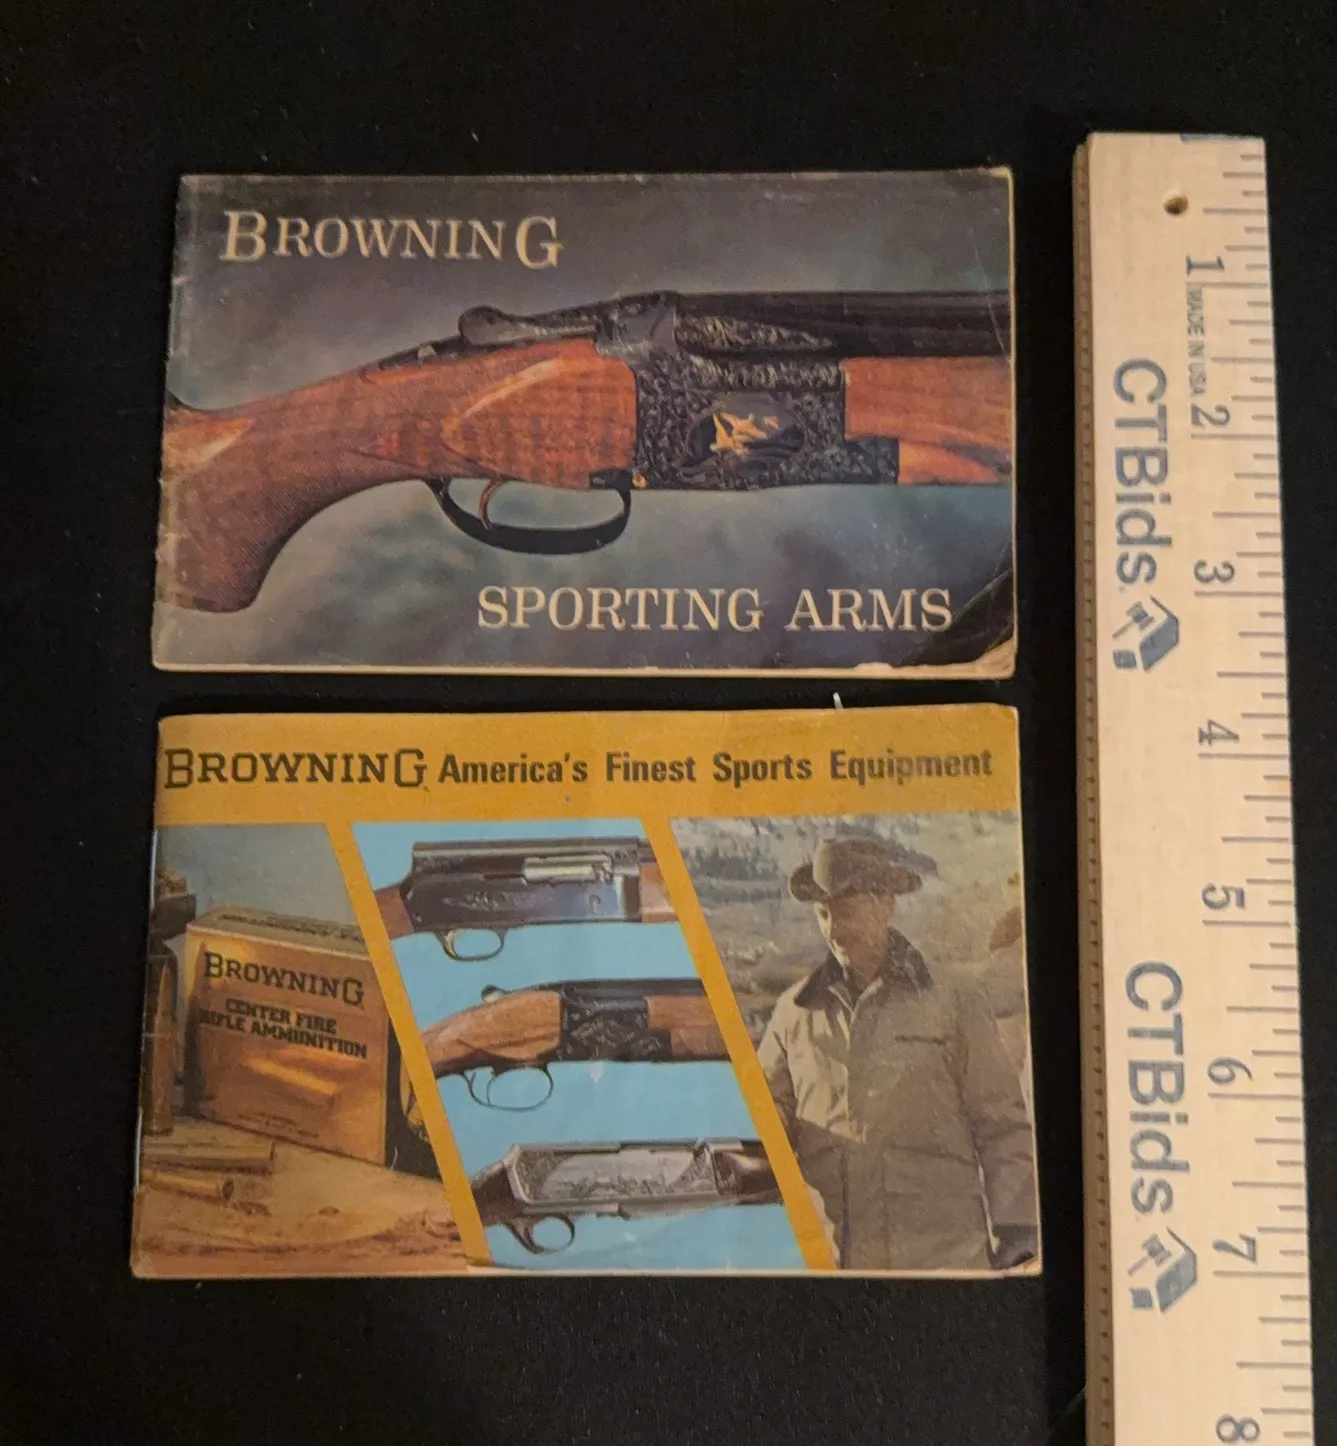 BROWNING
SPORTING ARMS
BROWNING America's Finest Sports Equipment
BROWNING
CENTER FIRE
RIFLE AMMUNITION
1
MADE IN USA
2
3
4
5
6
7
8
CTBids
CTBids